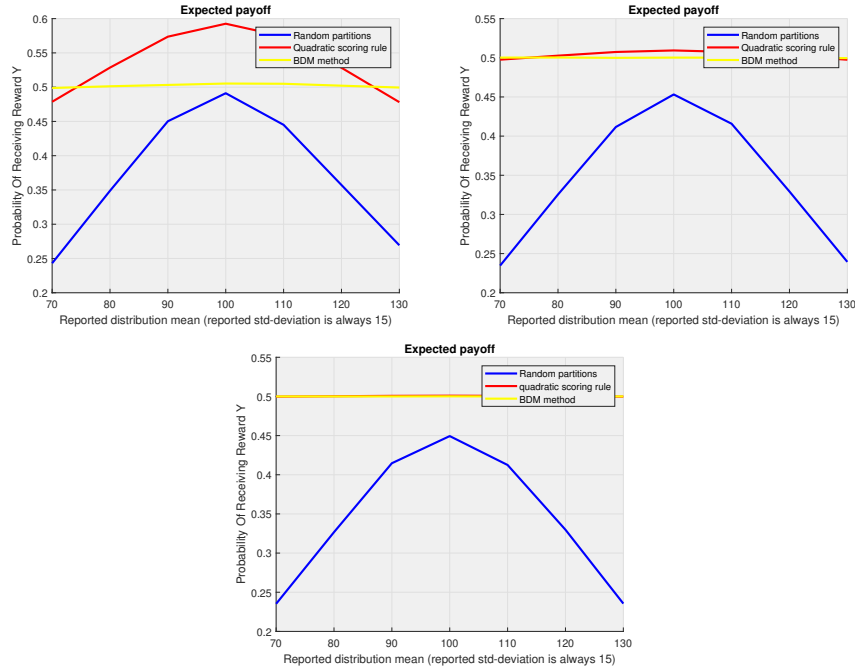 Expected payoff
0.6
0.55
0.5
0.45
0.4
0.35
0.3
0.25
0.2
Probability Of Receiving Reward Y
Random partitions
Quadratic scoring rule
BDM method
70 80 90 100 110 120 130
Reported distribution mean (reported std-deviation is always 15)
Expected payoff
0.55
0.5
0.45
0.4
0.35
0.3
0.25
0.2
Probability Of Receiving Reward Y
Random partitions
Quadratic scoring rule
BDM method
70 80 90 100 110 120 130
Reported distribution mean (reported std-deviation is always 15)
Expected payoff
0.55
0.5
0.45
0.4
0.35
0.3
0.25
0.2
Probability Of Receiving Reward Y
Random partitions
quadratic scoring rule
BDM method
70 80 90 100 110 120 130
Reported distribution mean (reported std-deviation is always 15)